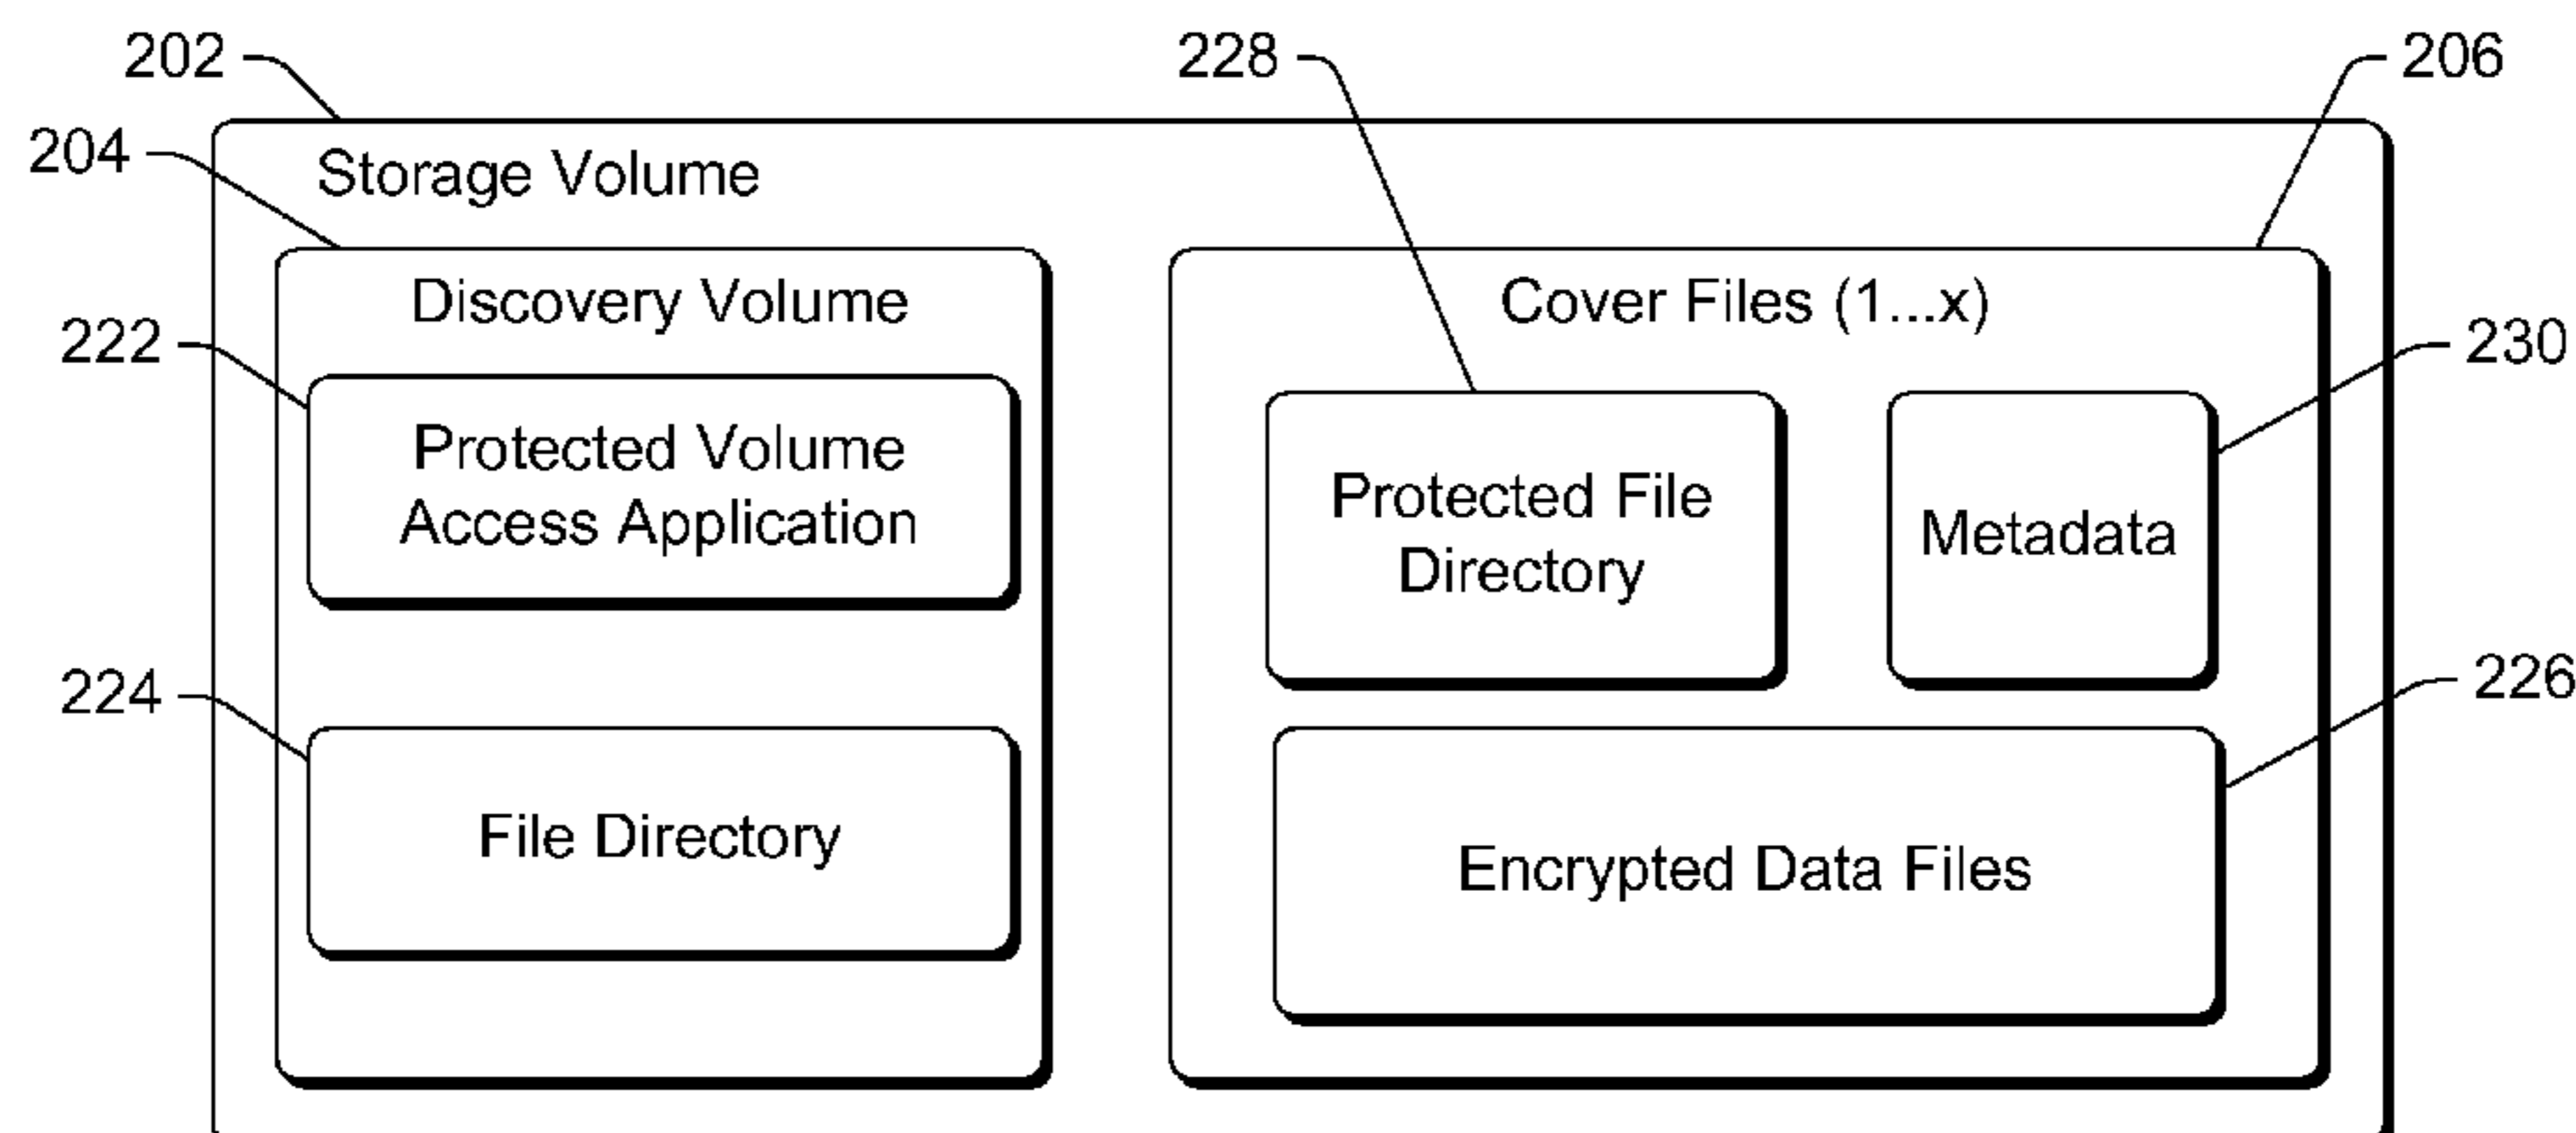 202
228
206
204
Storage Volume
Discovery Volume
Cover Files (1...x)
222
230
Protected Volume
Access Application
Protected File
Directory
Metadata
224
226
File Directory
Encrypted Data Files